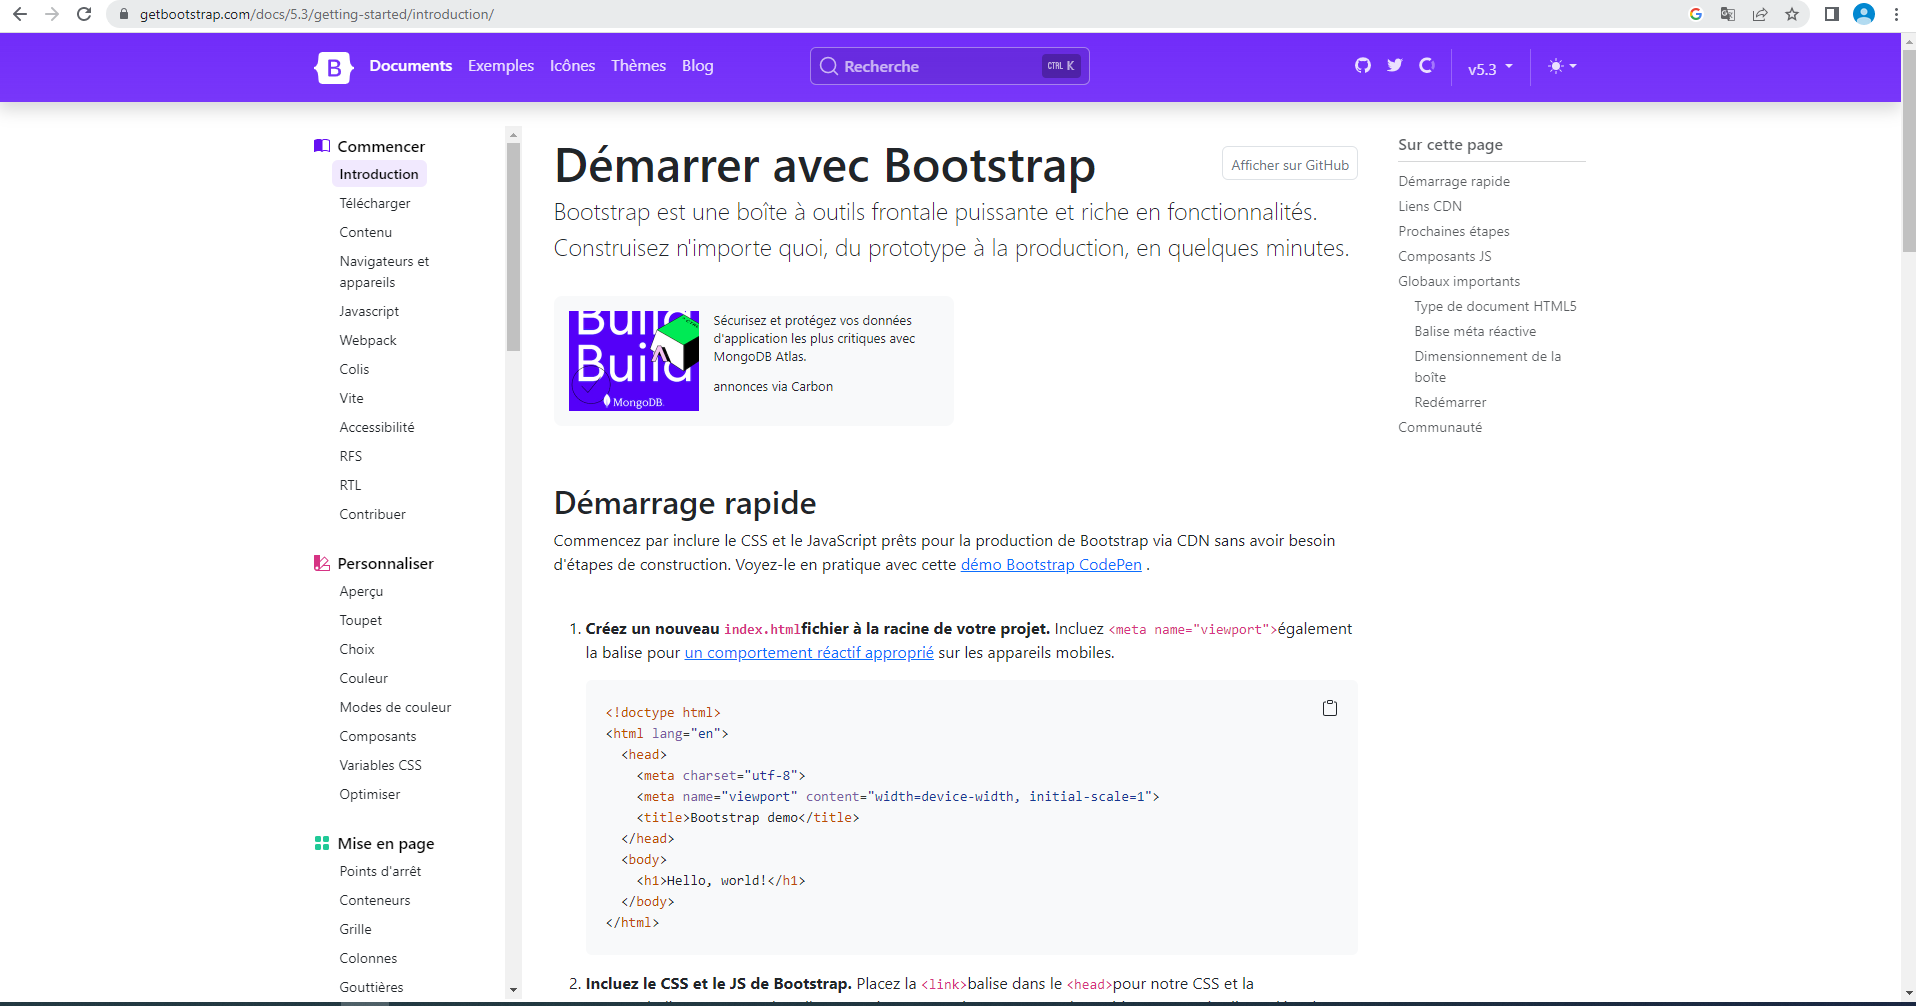 getbootstrap.com/docs/5.3/getting-started/introduction/
B
Documents Exemples Icônes Thèmes Blog
Recherche CTRL K
v5.3
Commencer
Introduction
Télécharger
Contenu
Navigateurs et
appareils
Javascript
Webpack
Colis
Vite
Accessibilité
RFS
RTL
Contribuer
Personnaliser
Aperçu
Toupet
Choix
Couleur
Modes de couleur
Composants
Variables CSS
Optimiser
Mise en page
Points d'arrêt
Conteneurs
Grille
Colonnes
Gouttières
Démarrer avec Bootstrap
Afficher sur GitHub
Bootstrap est une boîte à outils frontale puissante et riche en fonctionnalités.
Construisez n'importe quoi, du prototype à la production, en quelques minutes.
Build
Build
MongoDB.
Sécurisez et protégez vos données
d'application les plus critiques avec
MongoDB Atlas.
annonces via Carbon
Démarrage rapide
Commencez par inclure le CSS et le JavaScript prêts pour la production de Bootstrap via CDN sans avoir besoin
d'étapes de construction. Voyez-le en pratique avec cette démo Bootstrap CodePen .
1. Créez un nouveau index.htmlfichier à la racine de votre projet. Incluez <meta name="viewport">également
la balise pour un comportement réactif approprié sur les appareils mobiles.
<!doctype html>
<html lang="en">
<head>
<meta charset="utf-8">
<meta name="viewport" content="width=device-width, initial-scale=1">
<title>Bootstrap demo</title>
</head>
<body>
<h1>Hello, world!</h1>
</body>
</html>
2. Incluez le CSS et le JS de Bootstrap. Placez la <link>balise dans le <head>pour notre CSS et la
Sur cette page
Démarrage rapide
Liens CDN
Prochaines étapes
Composants JS
Globaux importants
Type de document HTML5
Balise méta réactive
Dimensionnement de la
boîte
Redémarrer
Communauté